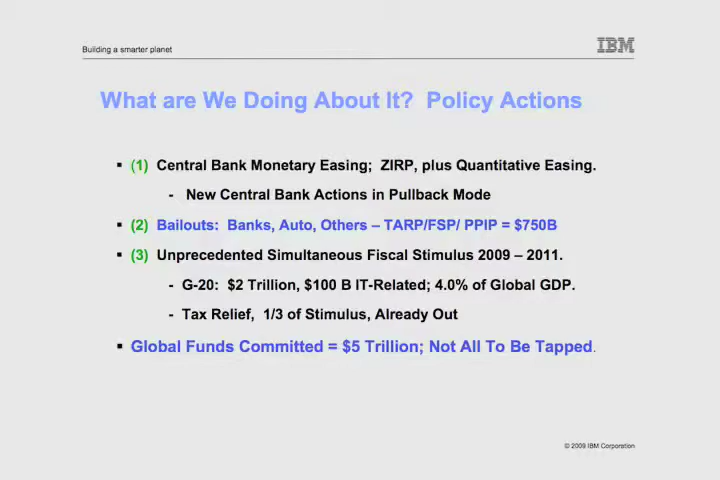 Building a smarter planet
IBM
What are We Doing About It?  Policy Actions
▪ (1)  Central Bank Monetary Easing;  ZIRP, plus Quantitative Easing.
-   New Central Bank Actions in Pullback Mode
▪ (2)  Bailouts:  Banks, Auto, Others – TARP/FSP/ PPIP = $750B
▪ (3)  Unprecedented Simultaneous Fiscal Stimulus 2009 – 2011.
-  G-20:  $2 Trillion, $100 B IT-Related; 4.0% of Global GDP.
-  Tax Relief,  1/3 of Stimulus, Already Out
▪ Global Funds Committed = $5 Trillion; Not All To Be Tapped.
© 2009 IBM Corporation